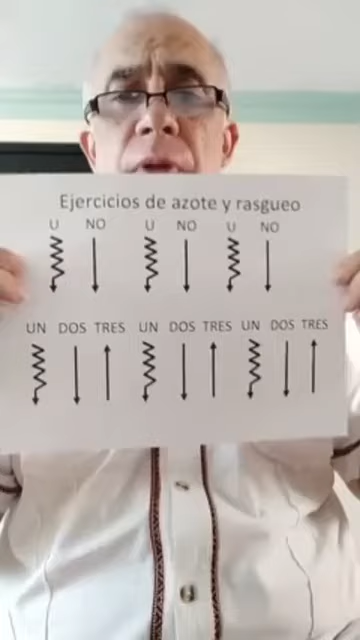 Ejercicios de azote y rasgueo
U NO U NO U NO
UN DOS TRES UN DOS TRES UN DOS TRES